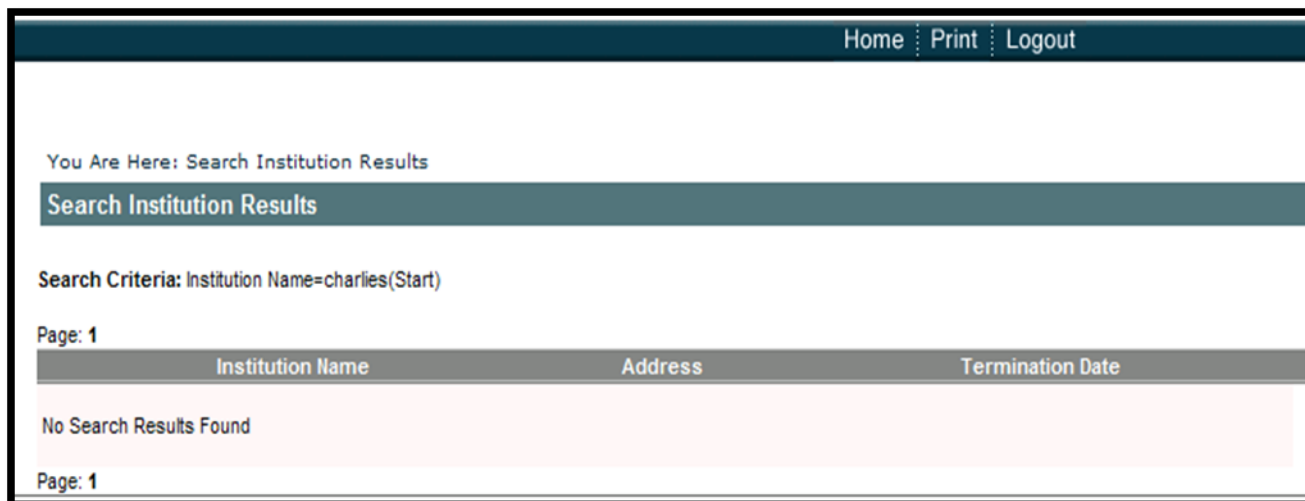 Home Print Logout
You Are Here: Search Institution Results
Search Institution Results
Search Criteria: Institution Name=charlies(Start)
Page: 1
Institution Name Address Termination Date
No Search Results Found
Page: 1